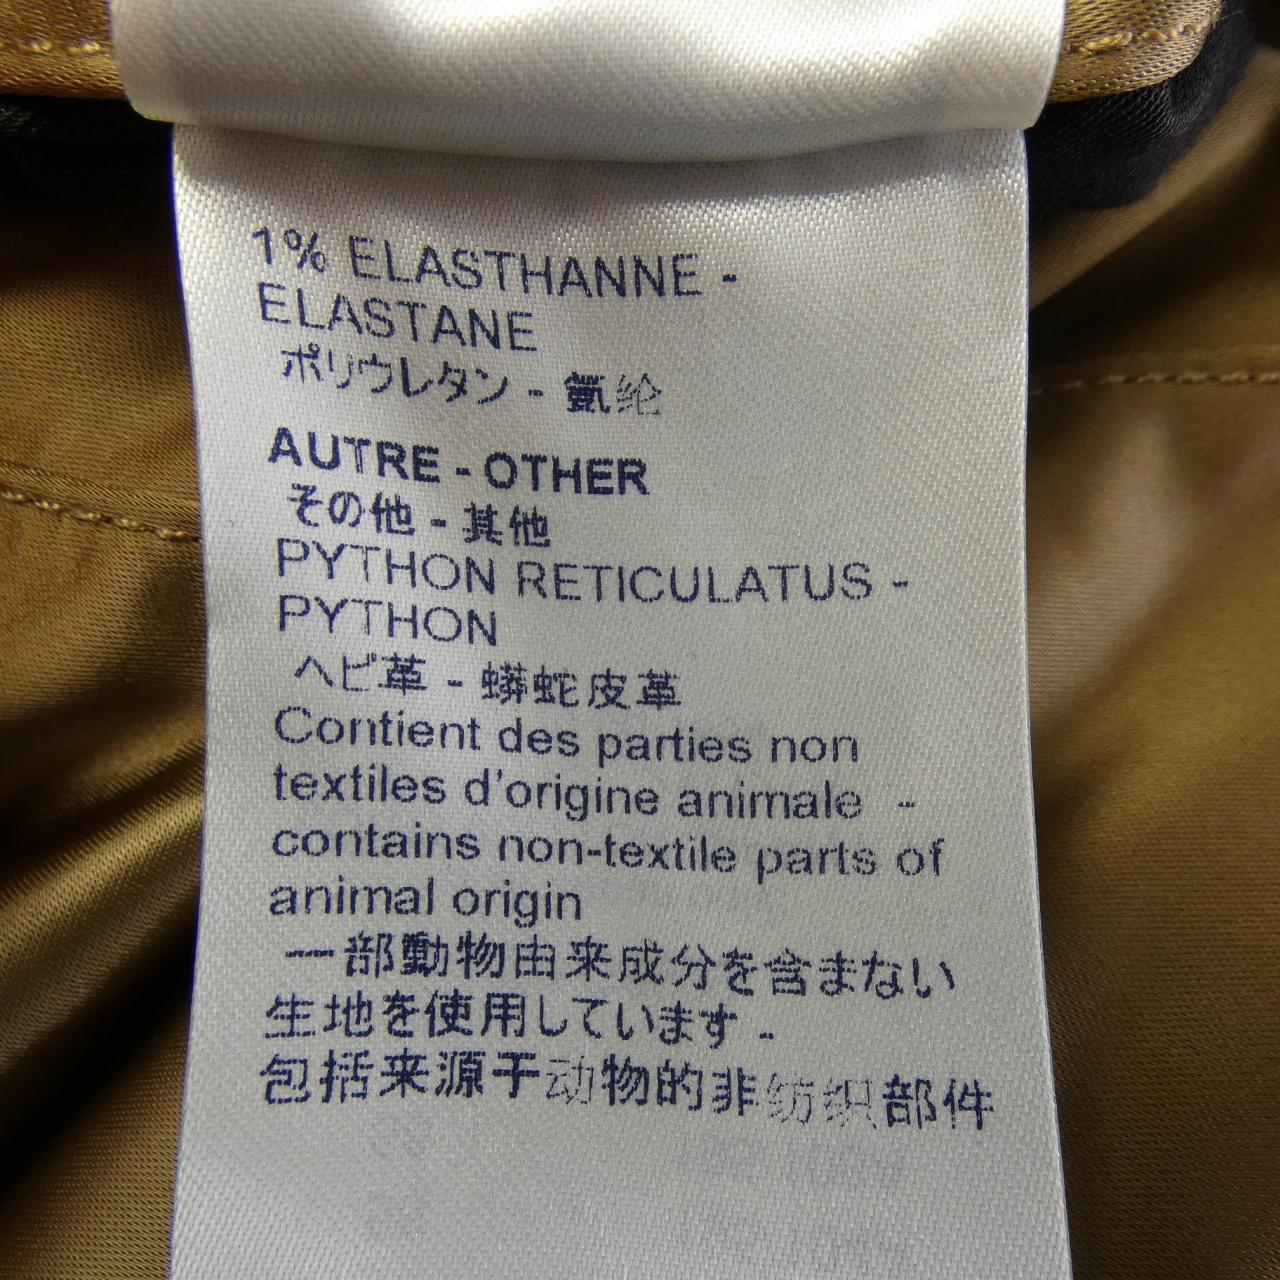 1% ELASTHANNE -
ELASTANE
ポリウレタン - 氨纶
AUTRE - OTHER
その他 - 其他
PYTHON RETICULATUS -
PYTHON
ヘビ革 - 蟒蛇皮革
Contient des parties non
textiles d'origine animale -
contains non-textile parts of
animal origin
一部動物由来成分を含まない
生地を使用しています -
包括来源于动物的非纺织部件